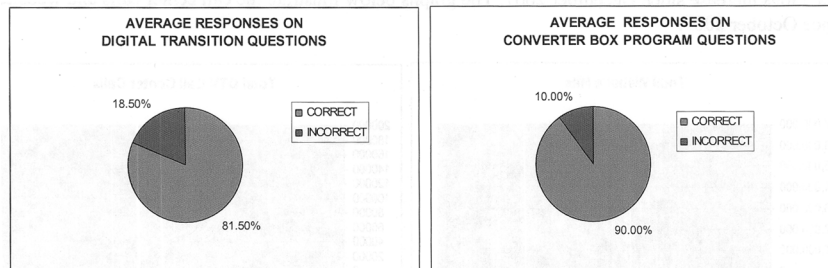 AVERAGE RESPONSES ON
DIGITAL TRANSITION QUESTIONS
18.50%
CORRECT
INCORRECT
81.50%
AVERAGE RESPONSES ON
CONVERTER BOX PROGRAM QUESTIONS
10.00%
CORRECT
INCORRECT
90.00%